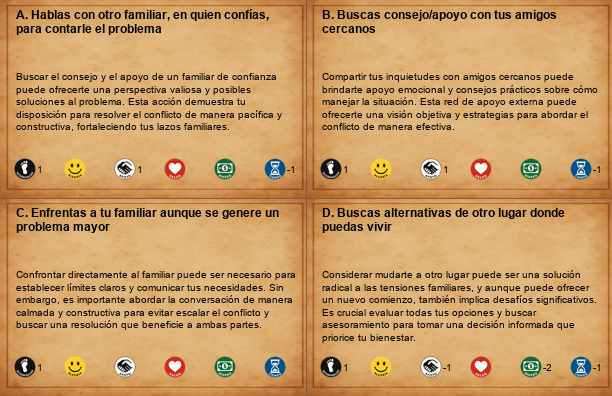 A. Hablas con otro familiar, en quien confías,
para contarle el problema
Buscar el consejo y el apoyo de un familiar de confianza
puede ofrecerte una perspectiva valiosa y posibles
soluciones al problema. Esta acción demuestra tu
disposición para resolver el conflicto de manera pacífica y
constructiva, fortaleciendo tus lazos familiares.
1 1 -1
B. Buscas consejo/apoyo con tus amigos
cercanos
Compartir tus inquietudes con amigos cercanos puede
brindarte apoyo emocional y consejos prácticos sobre cómo
manejar la situación. Esta red de apoyo externa puede
ofrecerte una visión objetiva y estrategias para abordar el
conflicto de manera efectiva.
1 1 -1
C. Enfrentas a tu familiar aunque se genere un
problema mayor
Confrontar directamente al familiar puede ser necesario para
establecer límites claros y comunicar tus necesidades. Sin
embargo, es importante abordar la conversación de manera
calmada y constructiva para evitar escalar el conflicto y
buscar una resolución que beneficie a ambas partes.
1
D. Buscas alternativas de otro lugar donde
puedas vivir
Considerar mudarte a otro lugar puede ser una solución
radical a las tensiones familiares, y aunque puede ofrecer
un nuevo comienzo, también implica desafíos significativos.
Es crucial evaluar todas tus opciones y buscar
asesoramiento para tomar una decisión informada que
priorice tu bienestar.
1 -1 -2 -1